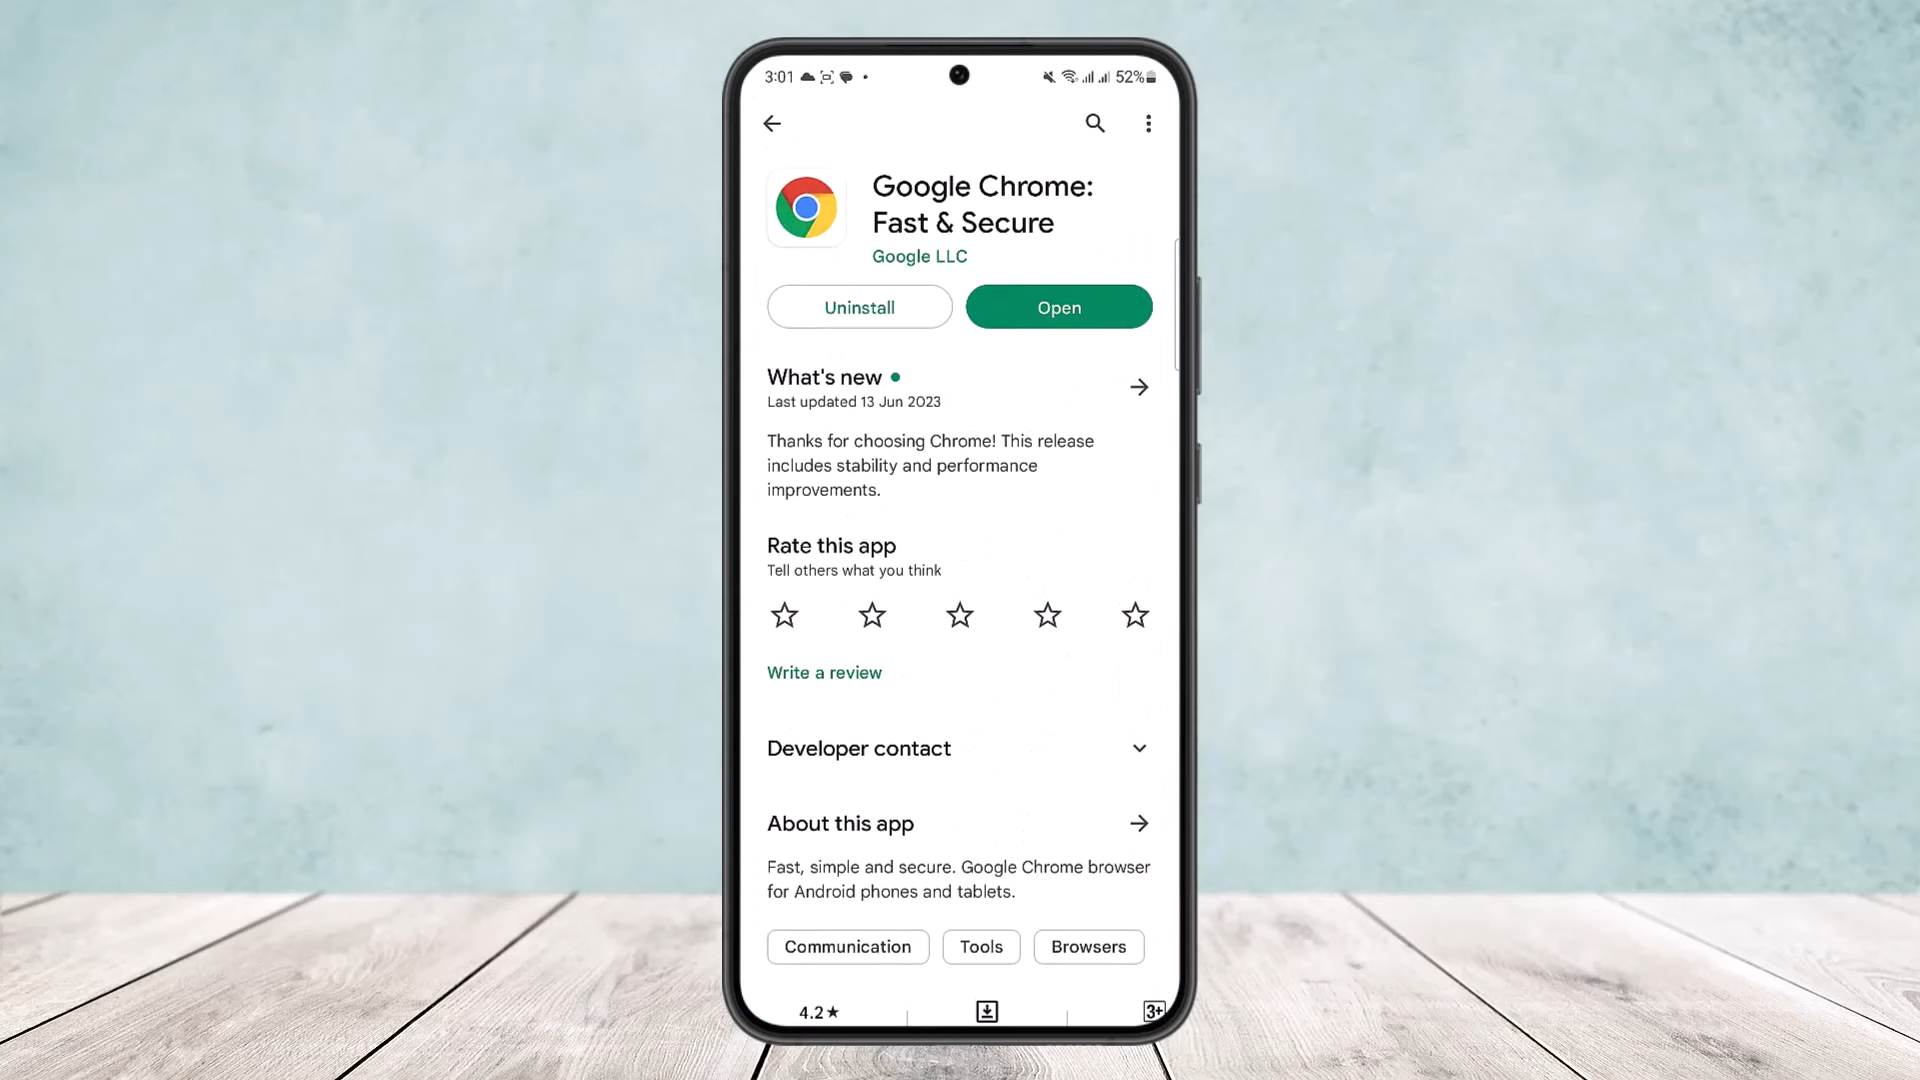 3:01
52%
Google Chrome:
Fast & Secure
Google LLC
Uninstall
Open
What's new
Last updated 13 Jun 2023
Thanks for choosing Chrome! This release
includes stability and performance
improvements.
Rate this app
Tell others what you think
Write a review
Developer contact
About this app
Fast, simple and secure. Google Chrome browser
for Android phones and tablets.
Communication
Tools
Browsers
4.2★
3+